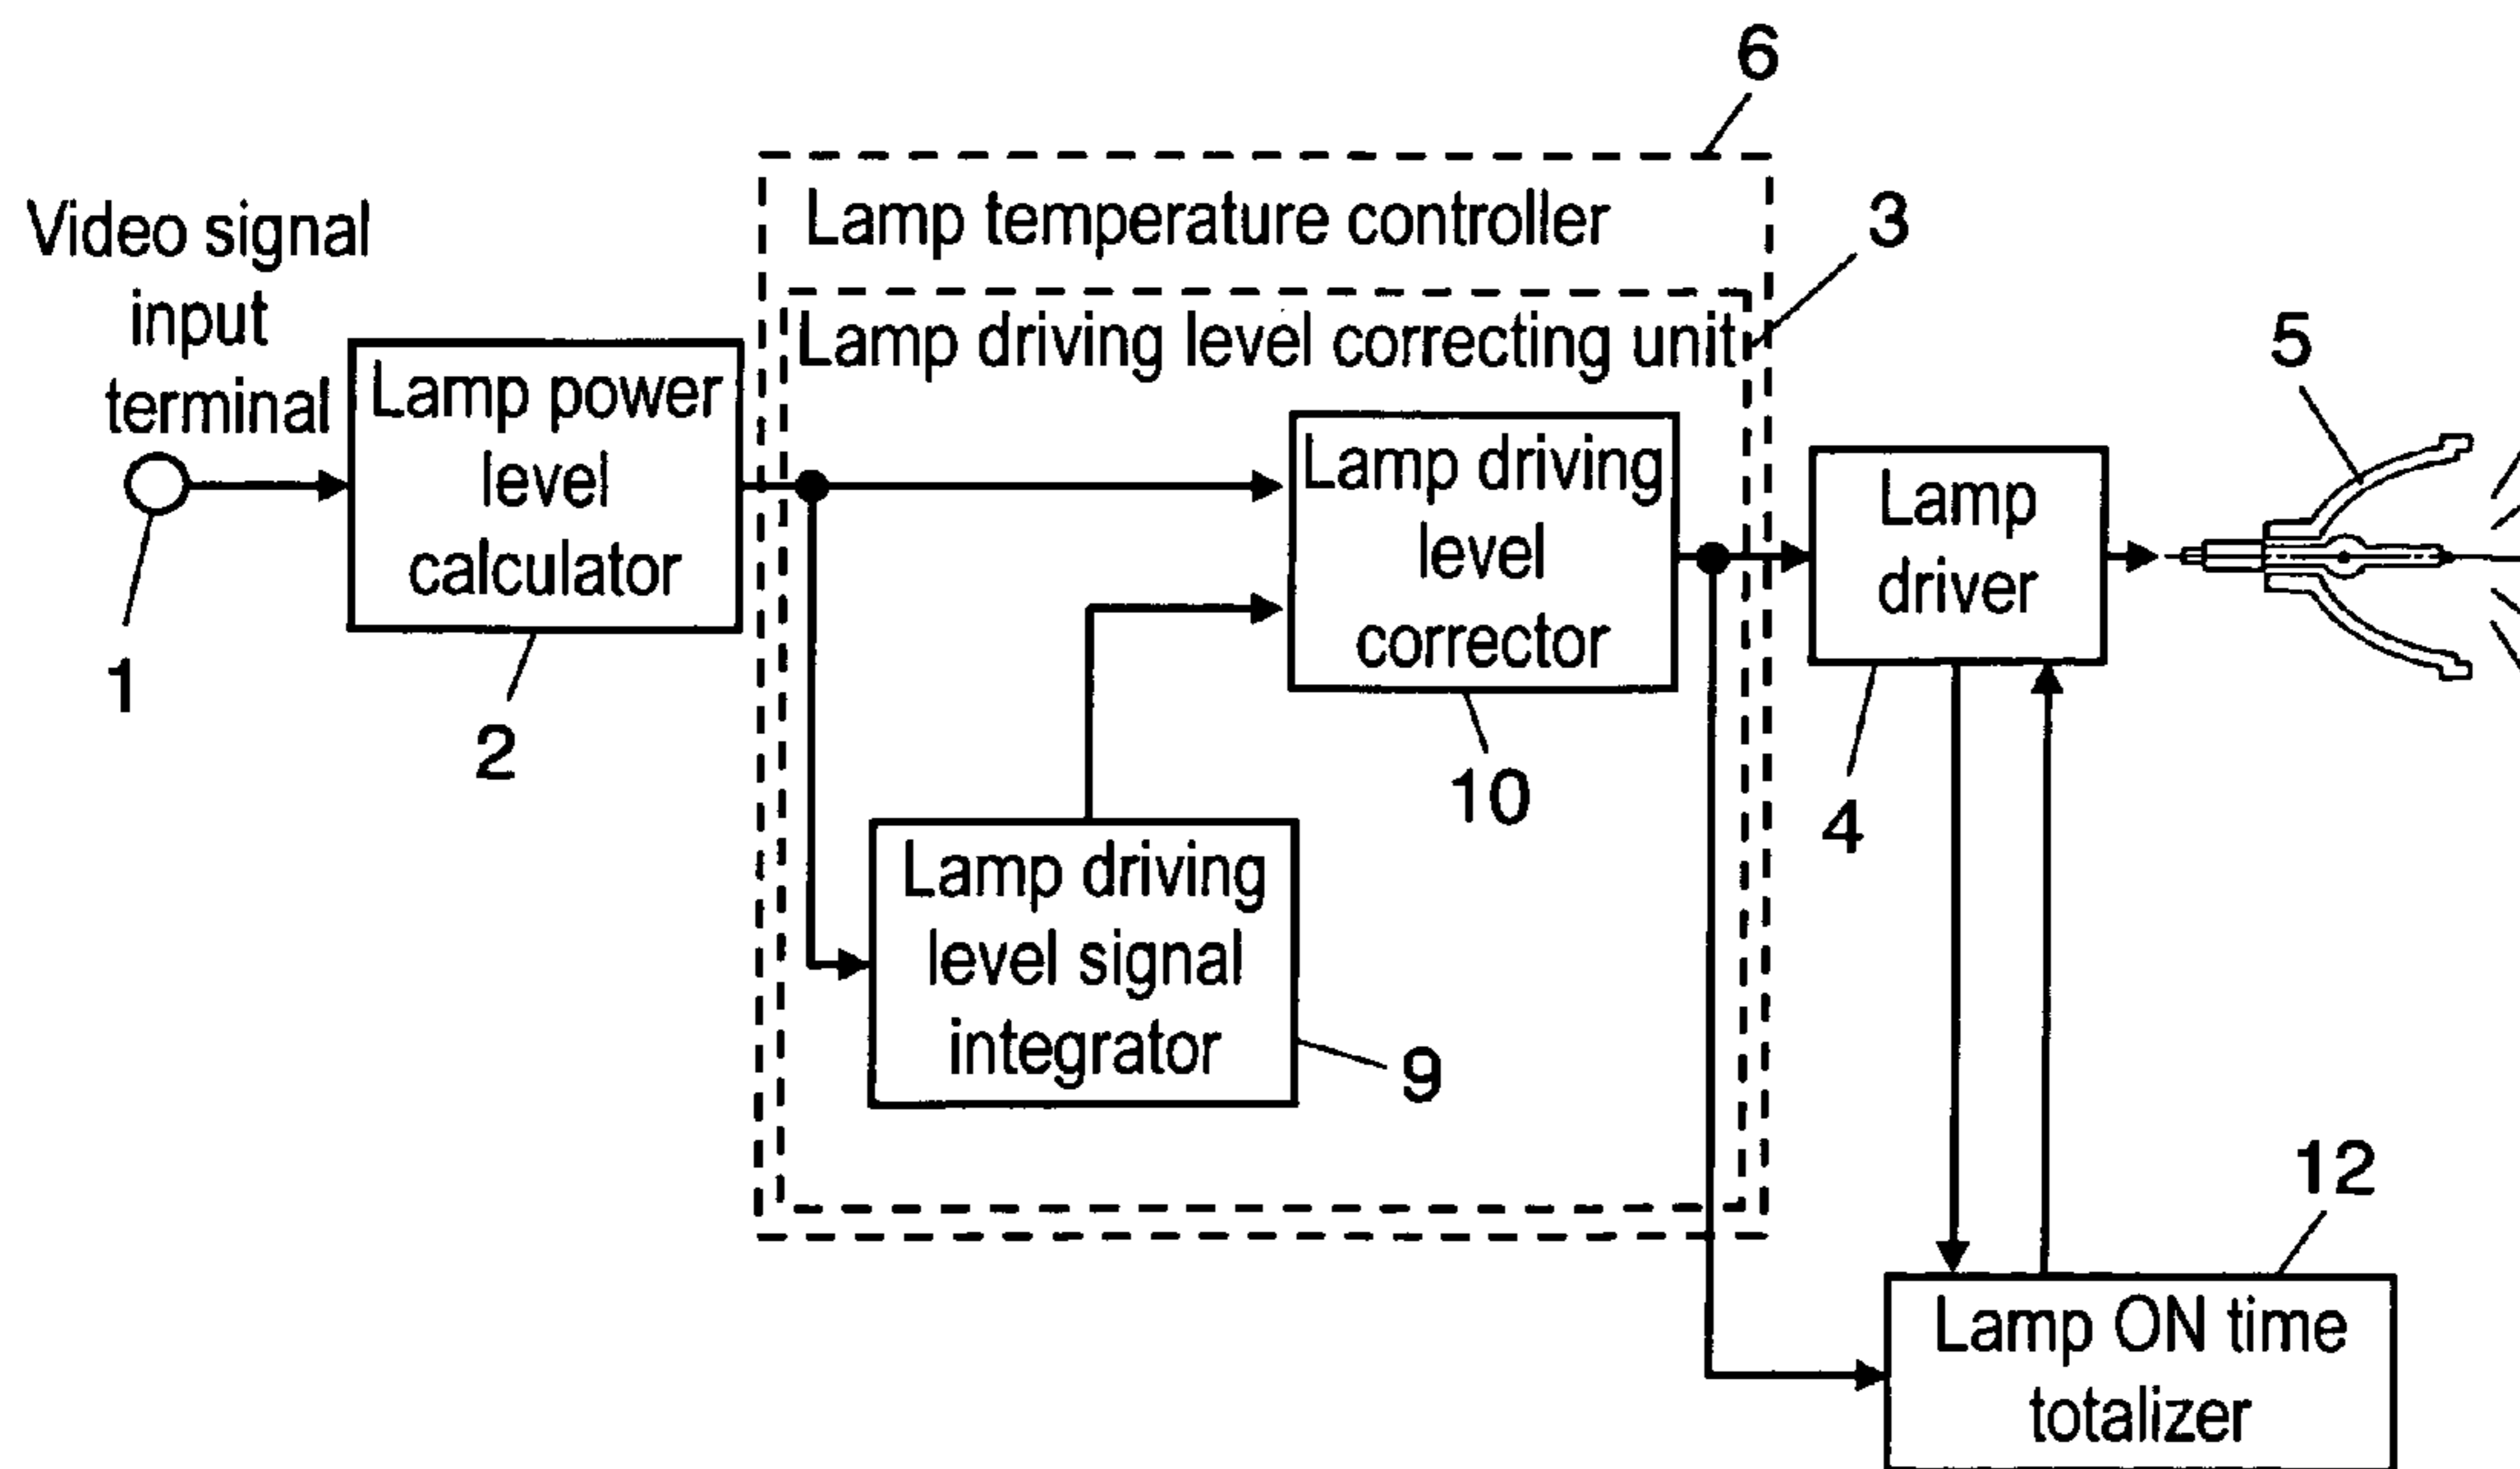 6
Lamp temperature controller
3
Video signal
input
terminal
Lamp driving level correcting unit
5
Lamp power
level
calculator
Lamp driving
level
corrector
Lamp
driver
1
2
10
4
Lamp driving
level signal
integrator
9
12
Lamp ON time
totalizer